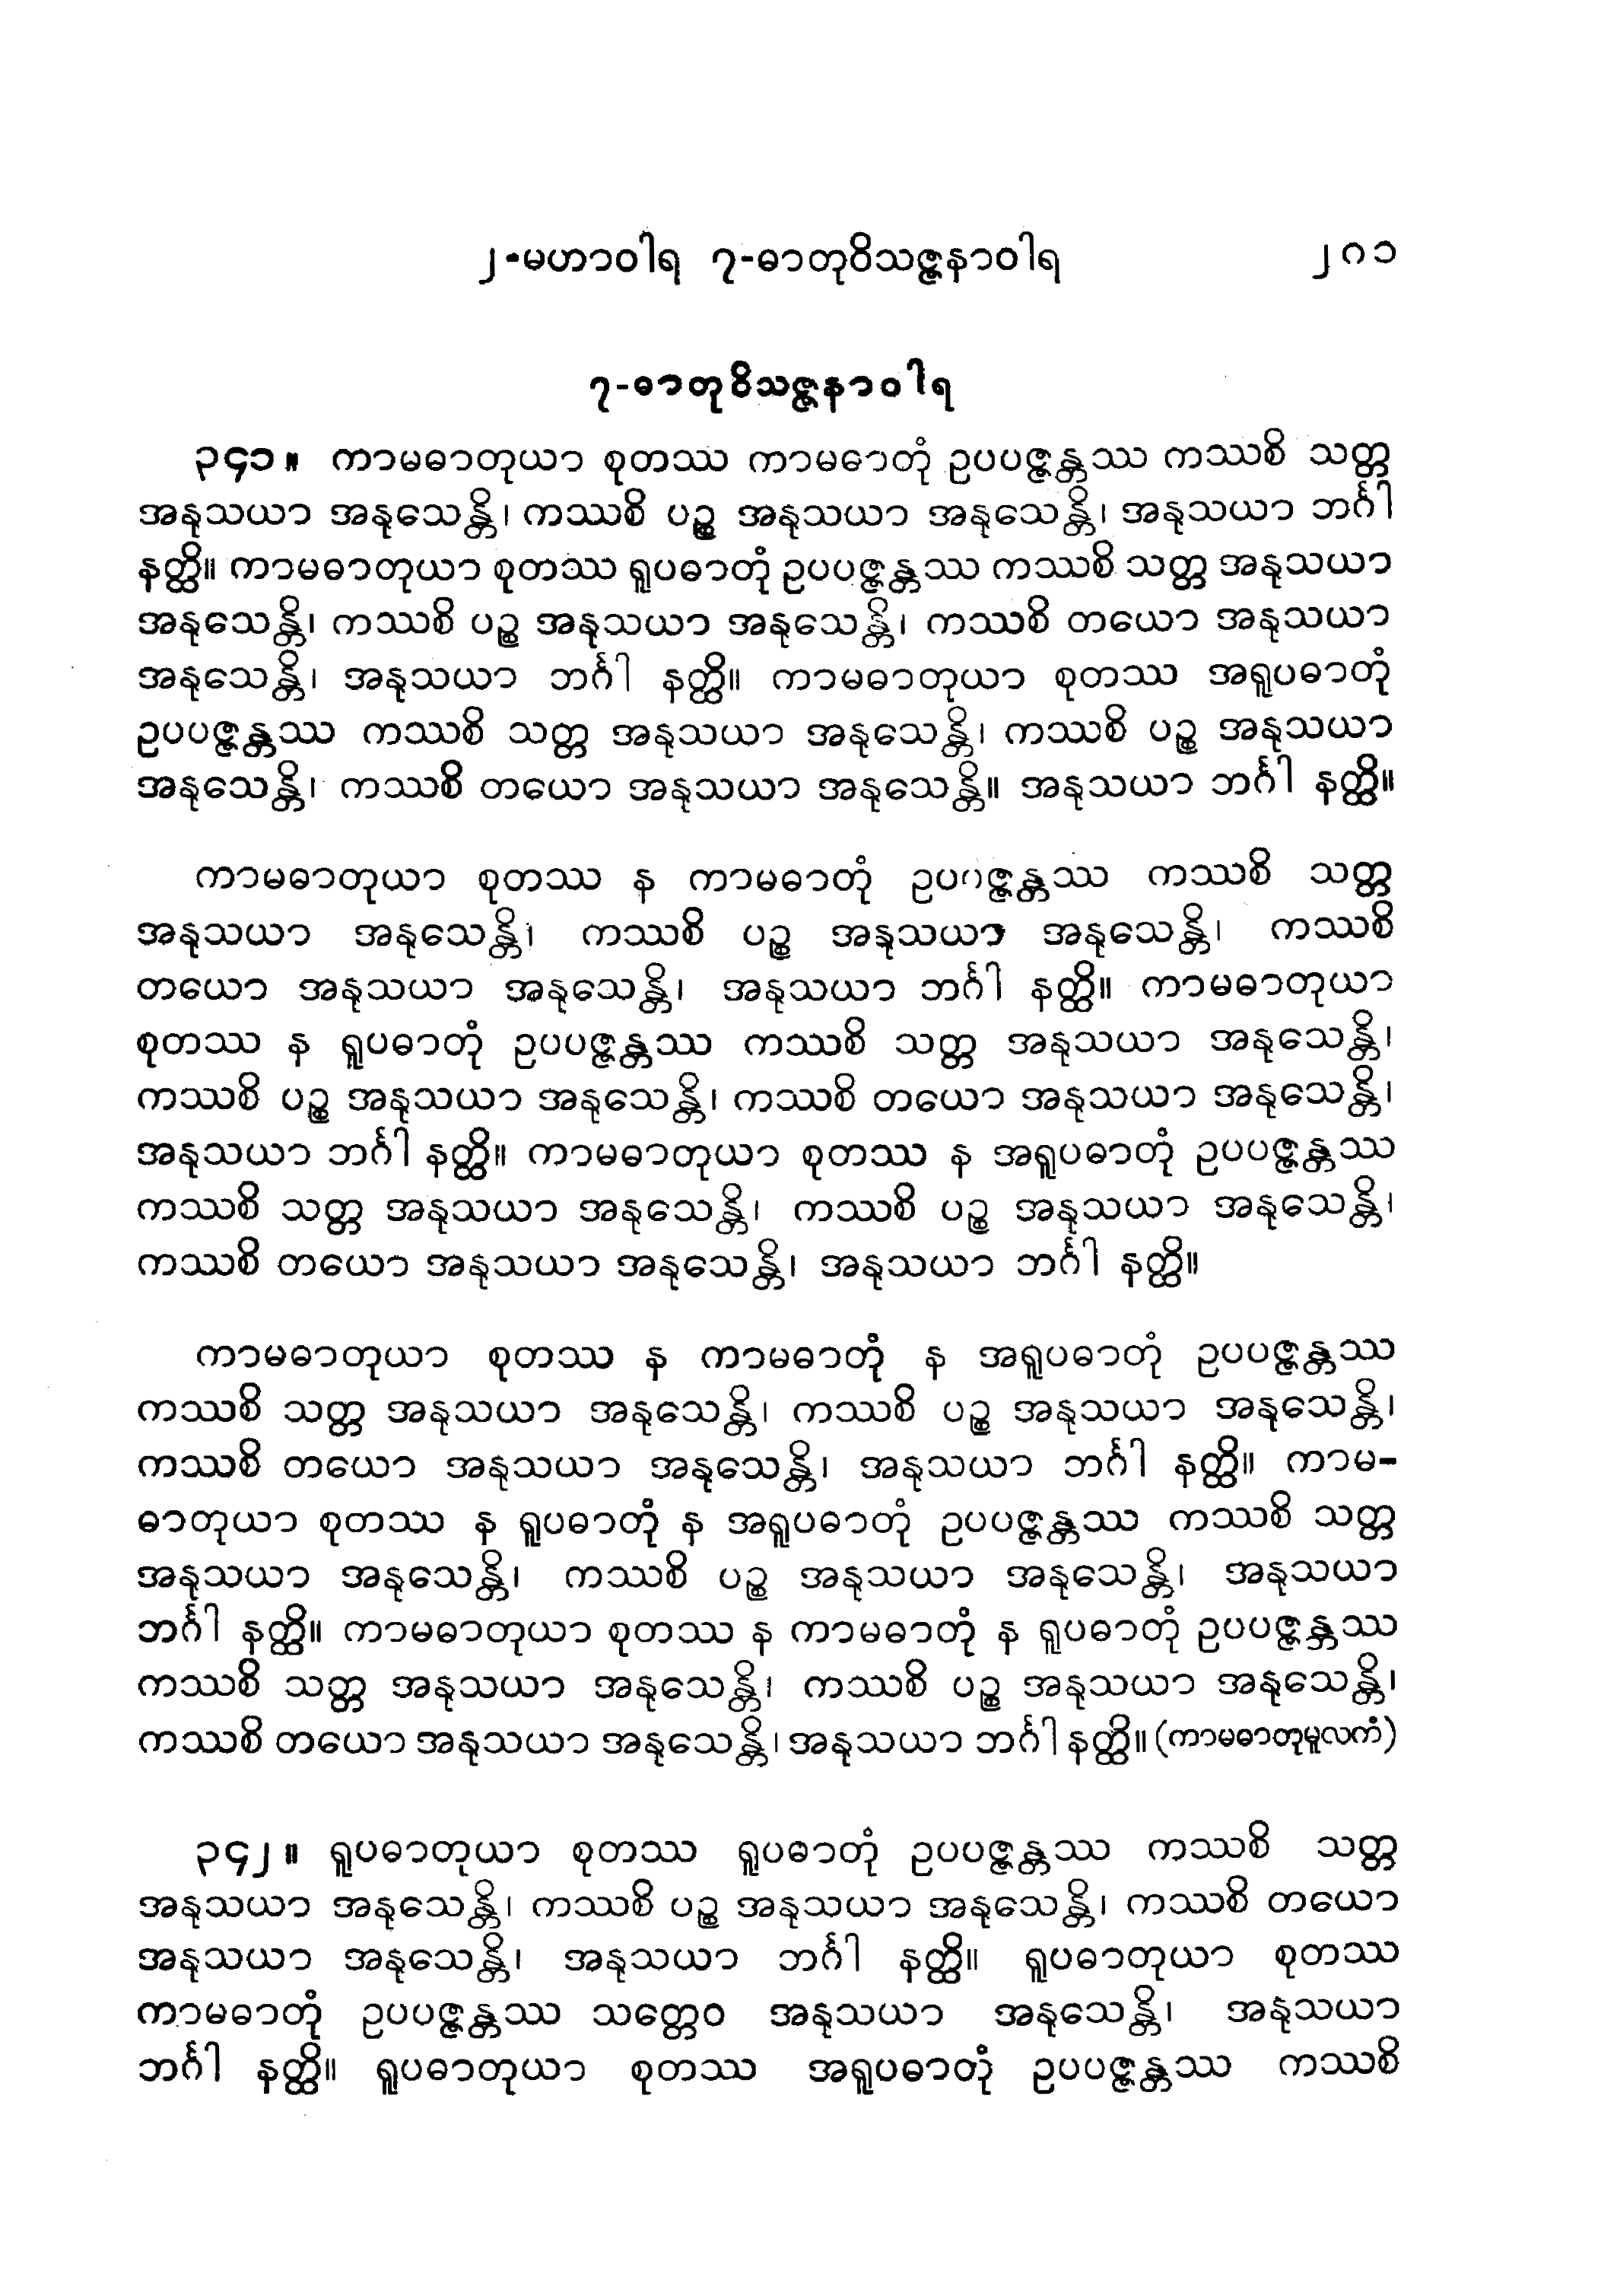 ၂-မဟာဝါရ ၇-ဓာတုဝိသဇ္ဇနာဝါရ ၂၈၁
၇-ဓာတုဝိသဇ္ဇနာဝါရ
၃၄၁။ ကာမဓာတုယာ စုတဿ ကာမဓာတုံ ဥပပဇ္ဇန္တဿ ကဿစိ သတ္တ
အနုသယာ အနုသေန္တိ၊ ကဿစိ ပဉ္စ အနုသယာ အနုသေန္တိ၊ အနုသယာ ဘင်္ဂါ
နတ္ထိ။ ကာမဓာတုယာ စုတဿ ရူပဓာတုံ ဥပပဇ္ဇန္တဿ ကဿစိ သတ္တ အနုသယာ
အနုသေန္တိ၊ ကဿစိ ပဉ္စ အနုသယာ အနုသေန္တိ၊ ကဿစိ တယော အနုသယာ
အနုသေန္တိ၊ အနုသယာ ဘင်္ဂါ နတ္ထိ။ ကာမဓာတုယာ စုတဿ အရူပဓာတုံ
ဥပပဇ္ဇန္တဿ ကဿစိ သတ္တ အနုသယာ အနုသေန္တိ၊ ကဿစိ ပဉ္စ အနုသယာ
အနုသေန္တိ၊ ကဿစိ တယော အနုသယာ အနုသေန္တိ။ အနုသယာ ဘင်္ဂါ နတ္ထိ။
ကာမဓာတုယာ စုတဿ န ကာမဓာတုံ ဥပပဇ္ဇန္တဿ ကဿစိ သတ္တ
အနုသယာ အနုသေန္တိ၊ ကဿစိ ပဉ္စ အနုသယာ အနုသေန္တိ၊ ကဿစိ
တယော အနုသယာ အနုသေန္တိ၊ အနုသယာ ဘင်္ဂါ နတ္ထိ။ ကာမဓာတုယာ
စုတဿ န ရူပဓာတုံ ဥပပဇ္ဇန္တဿ ကဿစိ သတ္တ အနုသယာ အနုသေန္တိ၊
ကဿစိ ပဉ္စ အနုသယာ အနုသေန္တိ၊ ကဿစိ တယော အနုသယာ အနုသေန္တိ၊
အနုသယာ ဘင်္ဂါ နတ္ထိ။ ကာမဓာတုယာ စုတဿ န အရူပဓာတုံ ဥပပဇ္ဇန္တဿ
ကဿစိ သတ္တ အနုသယာ အနုသေန္တိ၊ ကဿစိ ပဉ္စ အနုသယာ အနုသေန္တိ၊
ကဿစိ တယော အနုသယာ အနုသေန္တိ၊ အနုသယာ ဘင်္ဂါ နတ္ထိ။
ကာမဓာတုယာ စုတဿ န ကာမဓာတုံ န အရူပဓာတုံ ဥပပဇ္ဇန္တဿ
ကဿစိ သတ္တ အနုသယာ အနုသေန္တိ၊ ကဿစိ ပဉ္စ အနုသယာ အနုသေန္တိ၊
ကဿစိ တယော အနုသယာ အနုသေန္တိ၊ အနုသယာ ဘင်္ဂါ နတ္ထိ။ ကာမ-
ဓာတုယာ စုတဿ န ရူပဓာတုံ န အရူပဓာတုံ ဥပပဇ္ဇန္တဿ ကဿစိ သတ္တ
အနုသယာ အနုသေန္တိ၊ ကဿစိ ပဉ္စ အနုသယာ အနုသေန္တိ၊ အနုသယာ
ဘင်္ဂါ နတ္ထိ။ ကာမဓာတုယာ စုတဿ န ကာမဓာတုံ န ရူပဓာတုံ ဥပပဇ္ဇန္တဿ
ကဿစိ သတ္တ အနုသယာ အနုသေန္တိ၊ ကဿစိ ပဉ္စ အနုသယာ အနုသေန္တိ၊
ကဿစိ တယော အနုသယာ အနုသေန္တိ၊ အနုသယာ ဘင်္ဂါ နတ္ထိ။ (ကာမဓာတုမူလကံ)
၃၄၂။ ရူပဓာတုယာ စုတဿ ရူပဓာတုံ ဥပပဇ္ဇန္တဿ ကဿစိ သတ္တ
အနုသယာ အနုသေန္တိ၊ ကဿစိ ပဉ္စ အနုသယာ အနုသေန္တိ၊ ကဿစိ တယော
အနုသယာ အနုသေန္တိ၊ အနုသယာ ဘင်္ဂါ နတ္ထိ။ ရူပဓာတုယာ စုတဿ
ကာမဓာတုံ ဥပပဇ္ဇန္တဿ သတ္တေဝ အနုသယာ အနုသေန္တိ၊ အနုသယာ
ဘင်္ဂါ နတ္ထိ။ ရူပဓာတုယာ စုတဿ အရူပဓာတုံ ဥပပဇ္ဇန္တဿ ကဿစိ